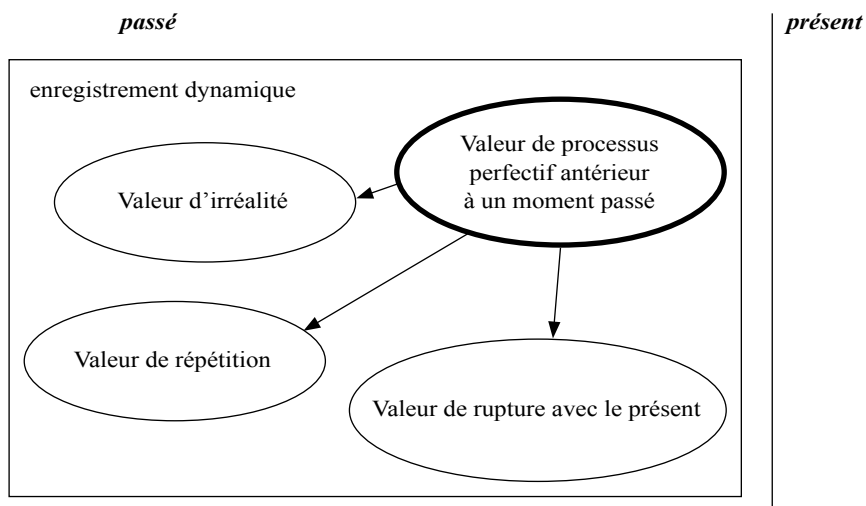 passé
présent
enregistrement dynamique
Valeur de processus
perfectif antérieur
à un moment passé
Valeur d’irréalité
Valeur de répétition
Valeur de rupture avec le présent